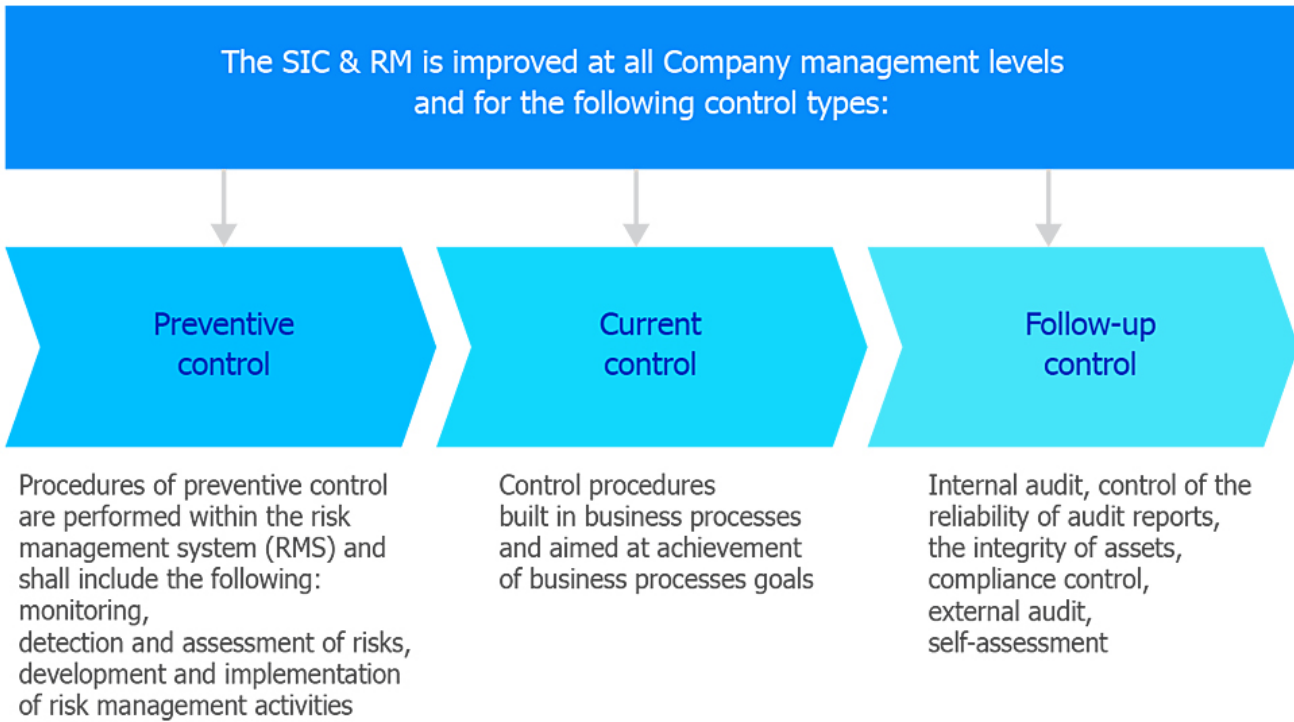 The SIC & RM is improved at all Company management levels
and for the following control types:
Preventive
control
Current
control
Follow-up
control
Procedures of preventive control
are performed within the risk
management system (RMS) and
shall include the following:
monitoring,
detection and assessment of risks,
development and implementation
of risk management activities
Control procedures
built in business processes
and aimed at achievement
of business processes goals
Internal audit, control of the
reliability of audit reports,
the integrity of assets,
compliance control,
external audit,
self-assessment